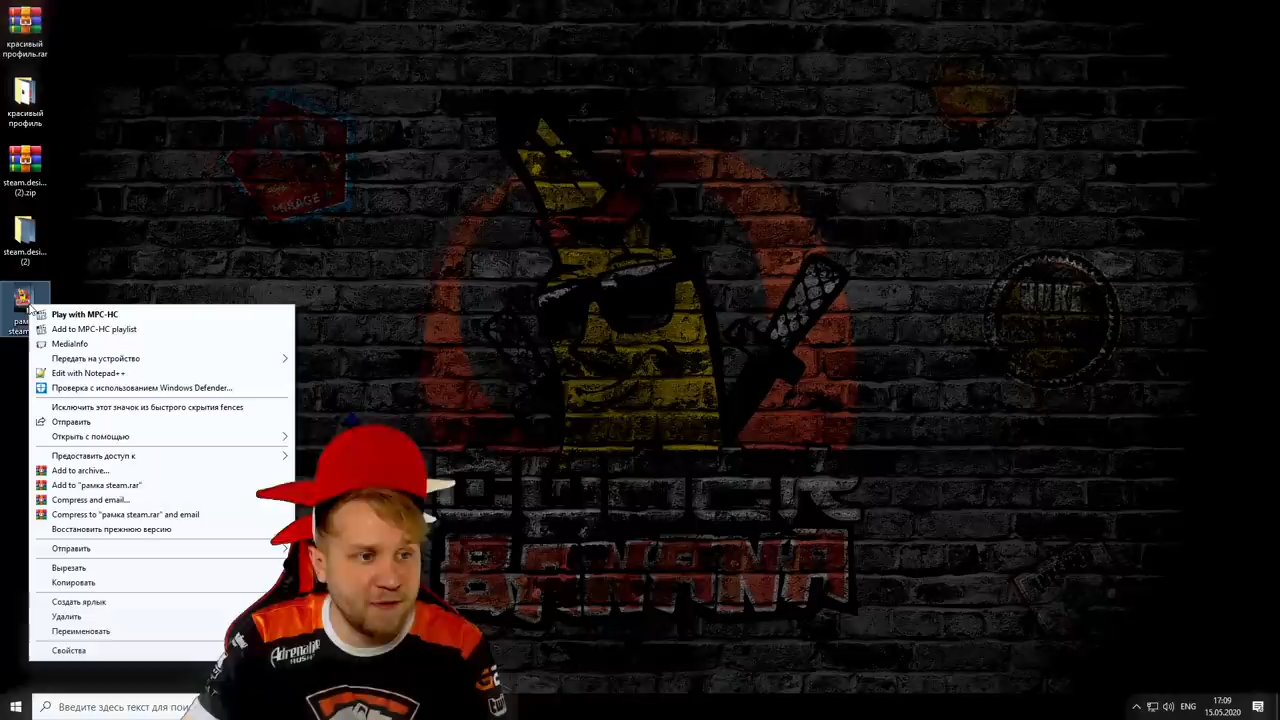 красивый
профиль.rar
красивый
профиль
steam.desi...
(2).zip
steam.desi...
(2)
Play with MPC-HC
Add to MPC-HC playlist
MediaInfo
Передать на устройство
Edit with Notepad++
Проверка с использованием Windows Defender...
Исключить этот значок из быстрого скрытия fences
Отправить
Открыть с помощью
Предоставить доступ к
Add to archive...
Add to "рамка steam.rar"
Compress and email...
Compress to "рамка steam.rar" and email
Восстановить прежнюю версию
Отправить
Вырезать
Копировать
Создать ярлык
Удалить
Переименовать
Свойства
MIRAGE
BANANA
Adrenaline
RUSH
Введите здесь текст для пои
ENG
17:09
15.05.2020